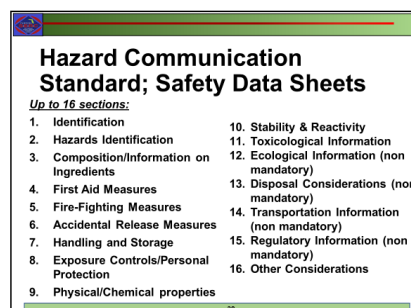 Hazard Communication
Standard; Safety Data Sheets
Up to 16 sections:
1. Identification
2. Hazards Identification
3. Composition/Information on
Ingredients
4. First Aid Measures
5. Fire-Fighting Measures
6. Accidental Release Measures
7. Handling and Storage
8. Exposure Controls/Personal
Protection
9. Physical/Chemical properties
10. Stability & Reactivity
11. Toxicological Information
12. Ecological Information (non
mandatory)
13. Disposal Considerations (non
mandatory)
14. Transportation Information
(non mandatory)
15. Regulatory Information (non
mandatory)
16. Other Considerations